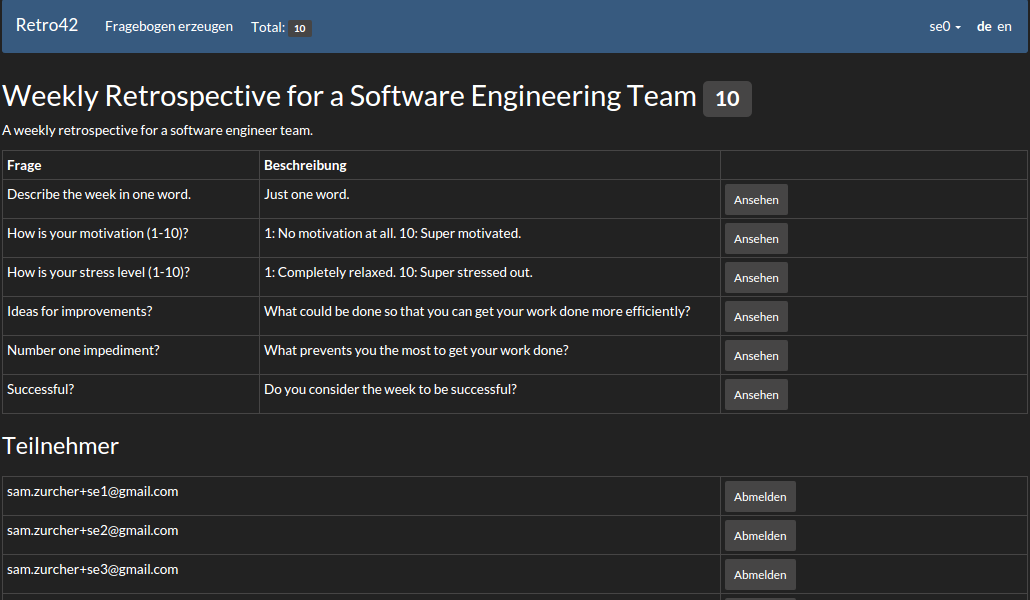 Retro42 Fragebogen erzeugen Total: 10 se0 de en
Weekly Retrospective for a Software Engineering Team 10
A weekly retrospective for a software engineer team.
Frage Beschreibung
Describe the week in one word. Just one word. Ansehen
How is your motivation (1-10)? 1: No motivation at all. 10: Super motivated. Ansehen
How is your stress level (1-10)? 1: Completely relaxed. 10: Super stressed out. Ansehen
Ideas for improvements? What could be done so that you can get your work done more efficiently? Ansehen
Number one impediment? What prevents you the most to get your work done? Ansehen
Successful? Do you consider the week to be successful? Ansehen
Teilnehmer
sam.zurcher+se1@gmail.com Abmelden
sam.zurcher+se2@gmail.com Abmelden
sam.zurcher+se3@gmail.com Abmelden